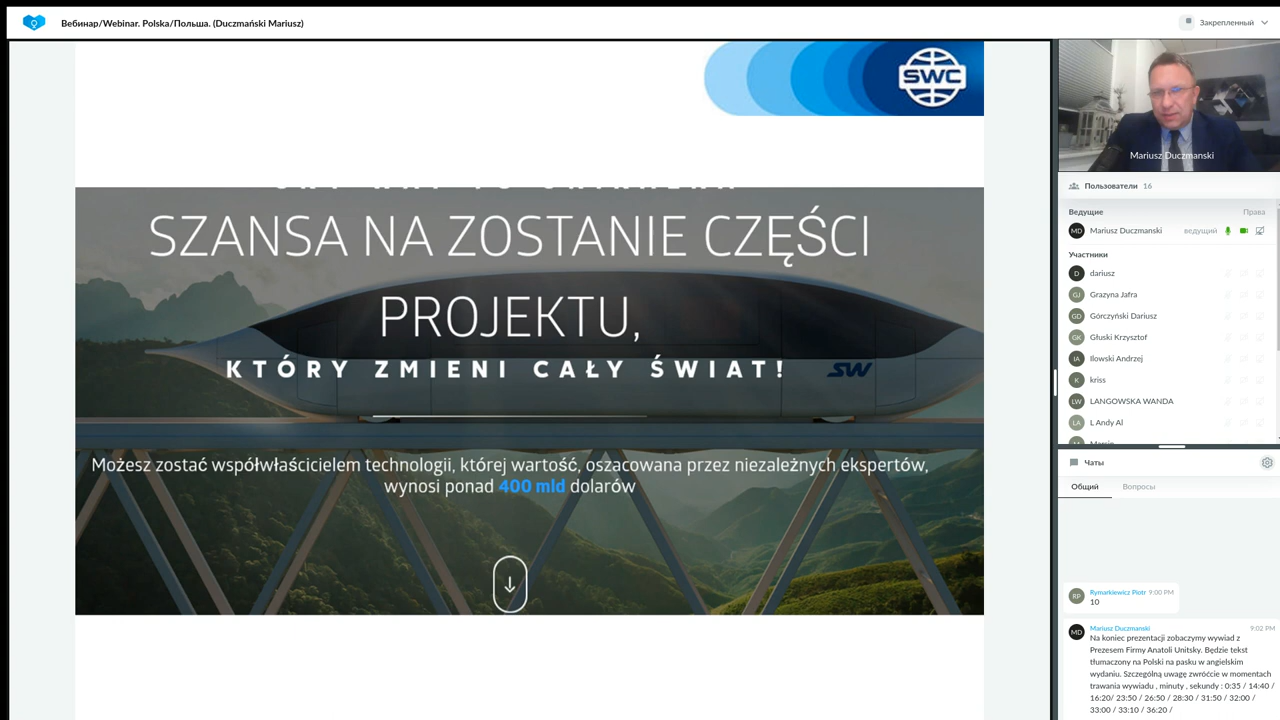 Вебинар/Webinar. Polska/Польша. (Duczmański Mariusz)
Закрепленный
SWC
SZANSA NA ZOSTANIE CZĘŚCI
PROJEKTU,
KTÓRY ZMIENI CAŁY ŚWIAT!
SW
Możesz zostać współwłaścicielem technologii, której wartość, oszacowana przez niezależnych ekspertów,
wynosi ponad 400 mld dolarów
Mariusz Duczmanski
Пользователи 16
Ведущие Права
MD Mariusz Duczmanski ведущий
Участники
D dariusz
GJ Grazyna Jafra
GD Górczyński Dariusz
GK Głuski Krzysztof
IA Ilowski Andrzej
K kriss
LW LANGOWSKA WANDA
LA L Andy Al
Чаты
Общий Вопросы
RP Rymarkiewicz Piotr 9:00 PM
10
MD Mariusz Duczmanski 9:02 PM
Na koniec prezentacji zobaczymy wywiad z
Prezesem Firmy Anatoli Unitsky. Będzie tekst
tłumaczony na Polski na pasku w angielskim
wydaniu. Szczególną uwagę zwróćcie w momentach
trawania wywiadu , minuty , sekundy : 0:35 / 14:40 /
16:20/ 23:50 / 26:50 / 28:30 / 31:50 / 32:00 /
33:00 / 33:10 / 36:20 /